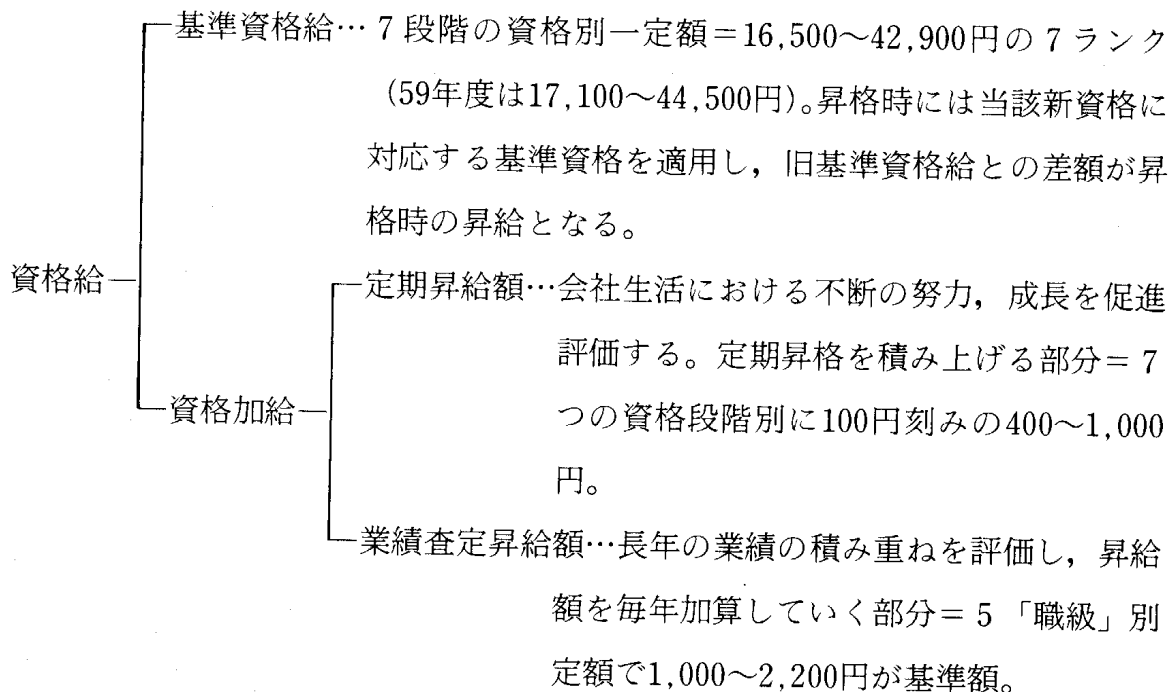 基準資格給… 7 段階の資格別一定額＝16,500～42,900円の 7 ランク
（59年度は17,100～44,500円）。昇格時には当該新資格に
対応する基準資格を適用し，旧基準資格給との差額が昇
格時の昇給となる。
資格給
定期昇給額…会社生活における不断の努力，成長を促進
評価する。定期昇格を積み上げる部分＝ 7
資格加給
つの資格段階別に100円刻みの400～1,000
円。
業績査定昇給額…長年の業績の積み重ねを評価し，昇給
額を毎年加算していく部分＝ 5 「職級」別
定額で1,000～2,200円が基準額。